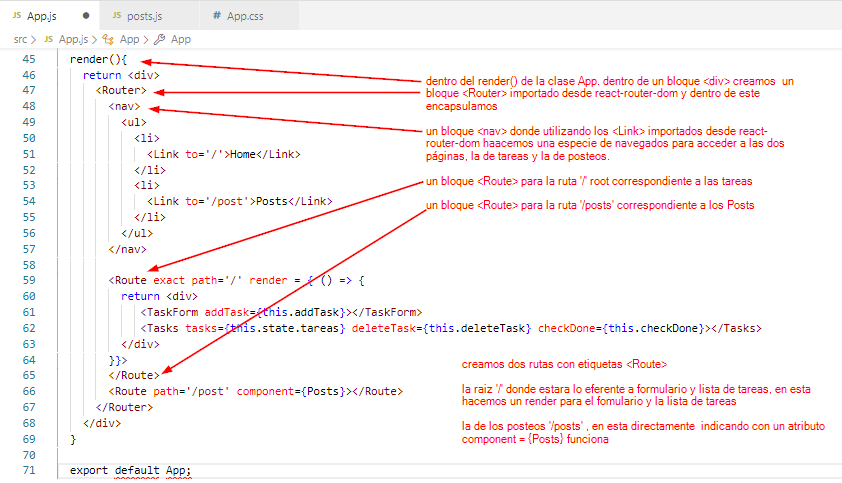 JS App.js ●
JS posts.js
# App.css
src > JS App.js > App > App
45 render(){
46 return <div>
47 <Router>
48 <nav>
49 <ul>
50 <li>
51 <Link to='/'>Home</Link>
52 </li>
53 <li>
54 <Link to='/post'>Posts</Link>
55 </li>
56 </ul>
57 </nav>
58
59 <Route exact path='/' render = { () => {
60 return <div>
61 <TaskForm addTask={this.addTask}></TaskForm>
62 <Tasks tasks={this.state.tareas} deleteTask={this.deleteTask} checkDone={this.checkDone}></Tasks>
63 </div>
64 }}>
65 </Route>
66 <Route path='/post' component={Posts}></Route>
67 </Router>
68 </div>
69 }
70
71 export default App;
dentro del render() de la clase App. dentro de un bloque <div> creamos un
bloque <Router> importado desde react-router-dom y dentro de este
encapsulamos
un bloque <nav> donde utilizando los <Link> importados desde react-
router-dom haacemos una especie de navegados para acceder a las dos
páginas, la de tareas y la de posteos.
un bloque <Route> para la ruta '/' root correspondiente a las tareas
un bloque <Route> para la ruta '/posts' correspondiente a los Posts
creamos dos rutas con etiquetas <Route>
la raiz '/' donde estara lo eferente a formulario y lista de tareas, en esta
hacemos un render para el fomulario y la lista de tareas
la de los posteos '/posts' , en esta directamente indicando con un atributo
component = {Posts} funciona